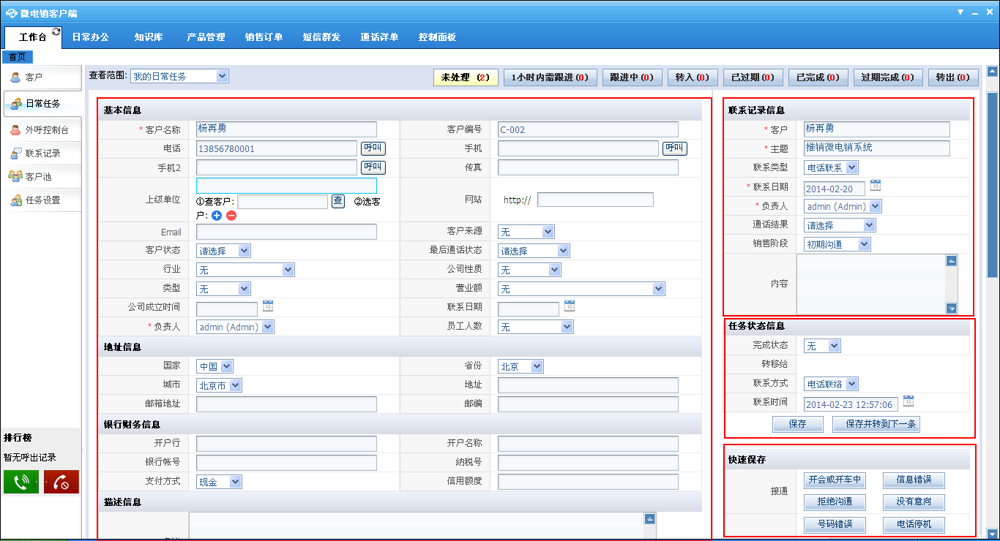 微电销客户端
工作台 日常办公 知识库 产品管理 销售订单 短信群发 通话详单 控制面板
首页
客户
日常任务
外呼控制台
联系记录
客户池
任务设置
排行榜
暂无呼出记录
查看范围: 我的日常任务
未处理 (2) 1小时内需跟进(0) 跟进中(0) 转入(0) 已过期(0) 已完成(0) 过期完成(0) 转出(0)
基本信息
* 客户名称 杨再勇 客户编号 C-002
电话 13856780001 呼叫 手机 呼叫
手机2 呼叫 传真
上级单位 ①查客户: 查 ②选客
户: 网站 http://
Email 客户来源 无
客户状态 请选择 最后通话状态 请选择
行业 无 公司性质 无
类型 无 营业额 无
公司成立时间 联系日期
* 负责人 admin (Admin) 员工人数 无
地址信息
国家 中国 省份 北京
城市 北京市 地址
邮箱地址 邮编
银行财务信息
开户行 开户名称
银行帐号 纳税号
支付方式 现金 信用额度
描述信息
联系记录信息
* 客户 杨再勇
* 主题 推销微电销系统
联系类型 电话联系
* 联系日期 2014-02-20
* 负责人 admin (Admin)
通话结果 请选择
销售阶段 初期沟通
内容
任务状态信息
完成状态 无
转移给
联系方式 电话联络
联系时间 2014-02-23 12:57:06
保存 保存并转到下一条
快速保存
接通 开会或开车中 信息错误
拒绝沟通 没有意向
号码错误 电话停机